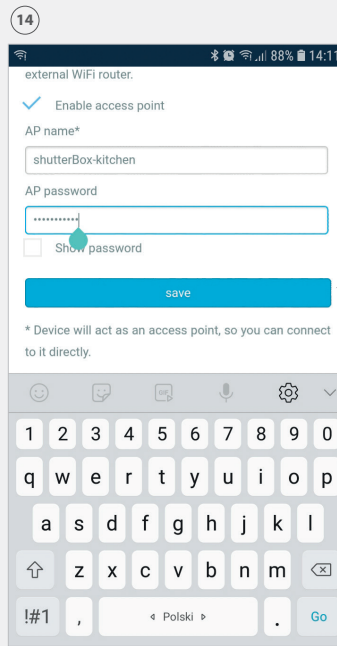 14
88% 14:11
external WiFi router.
Enable access point
AP name*
shutterBox-kitchen
AP password
•••••••••••
Show password
save
* Device will act as an access point, so you can connect
to it directly.
GIF
1 2 3 4 5 6 7 8 9 0
q w e r t y u i o p
a s d f g h j k l
z x c v b n m
!#1 , Polski . Go